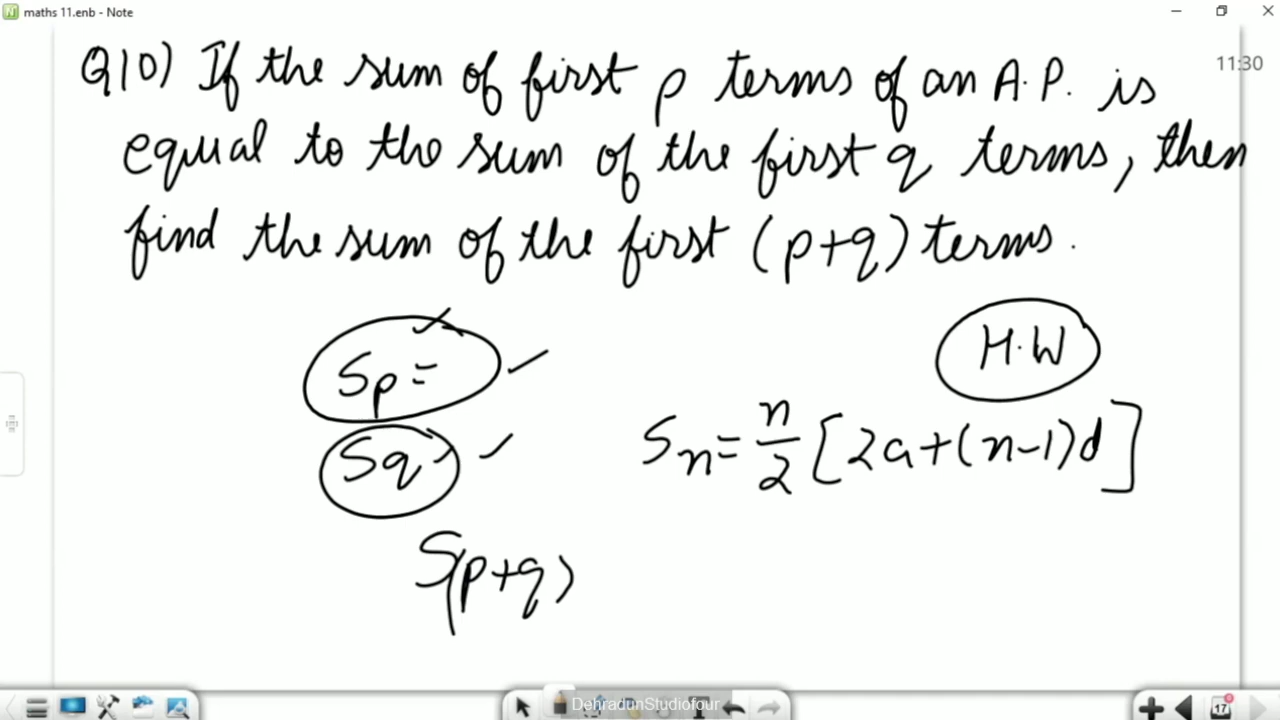 maths 11.enb - Note
11:30
Q10) If the sum of first p terms of an A.P. is
equal to the sum of the first q terms, then
find the sum of the first (p+q) terms.
Sp =
H.W
Sq
Sn = n/2 [2a+(n-1)d]
S(p+q)
DehradunStudiofour
17